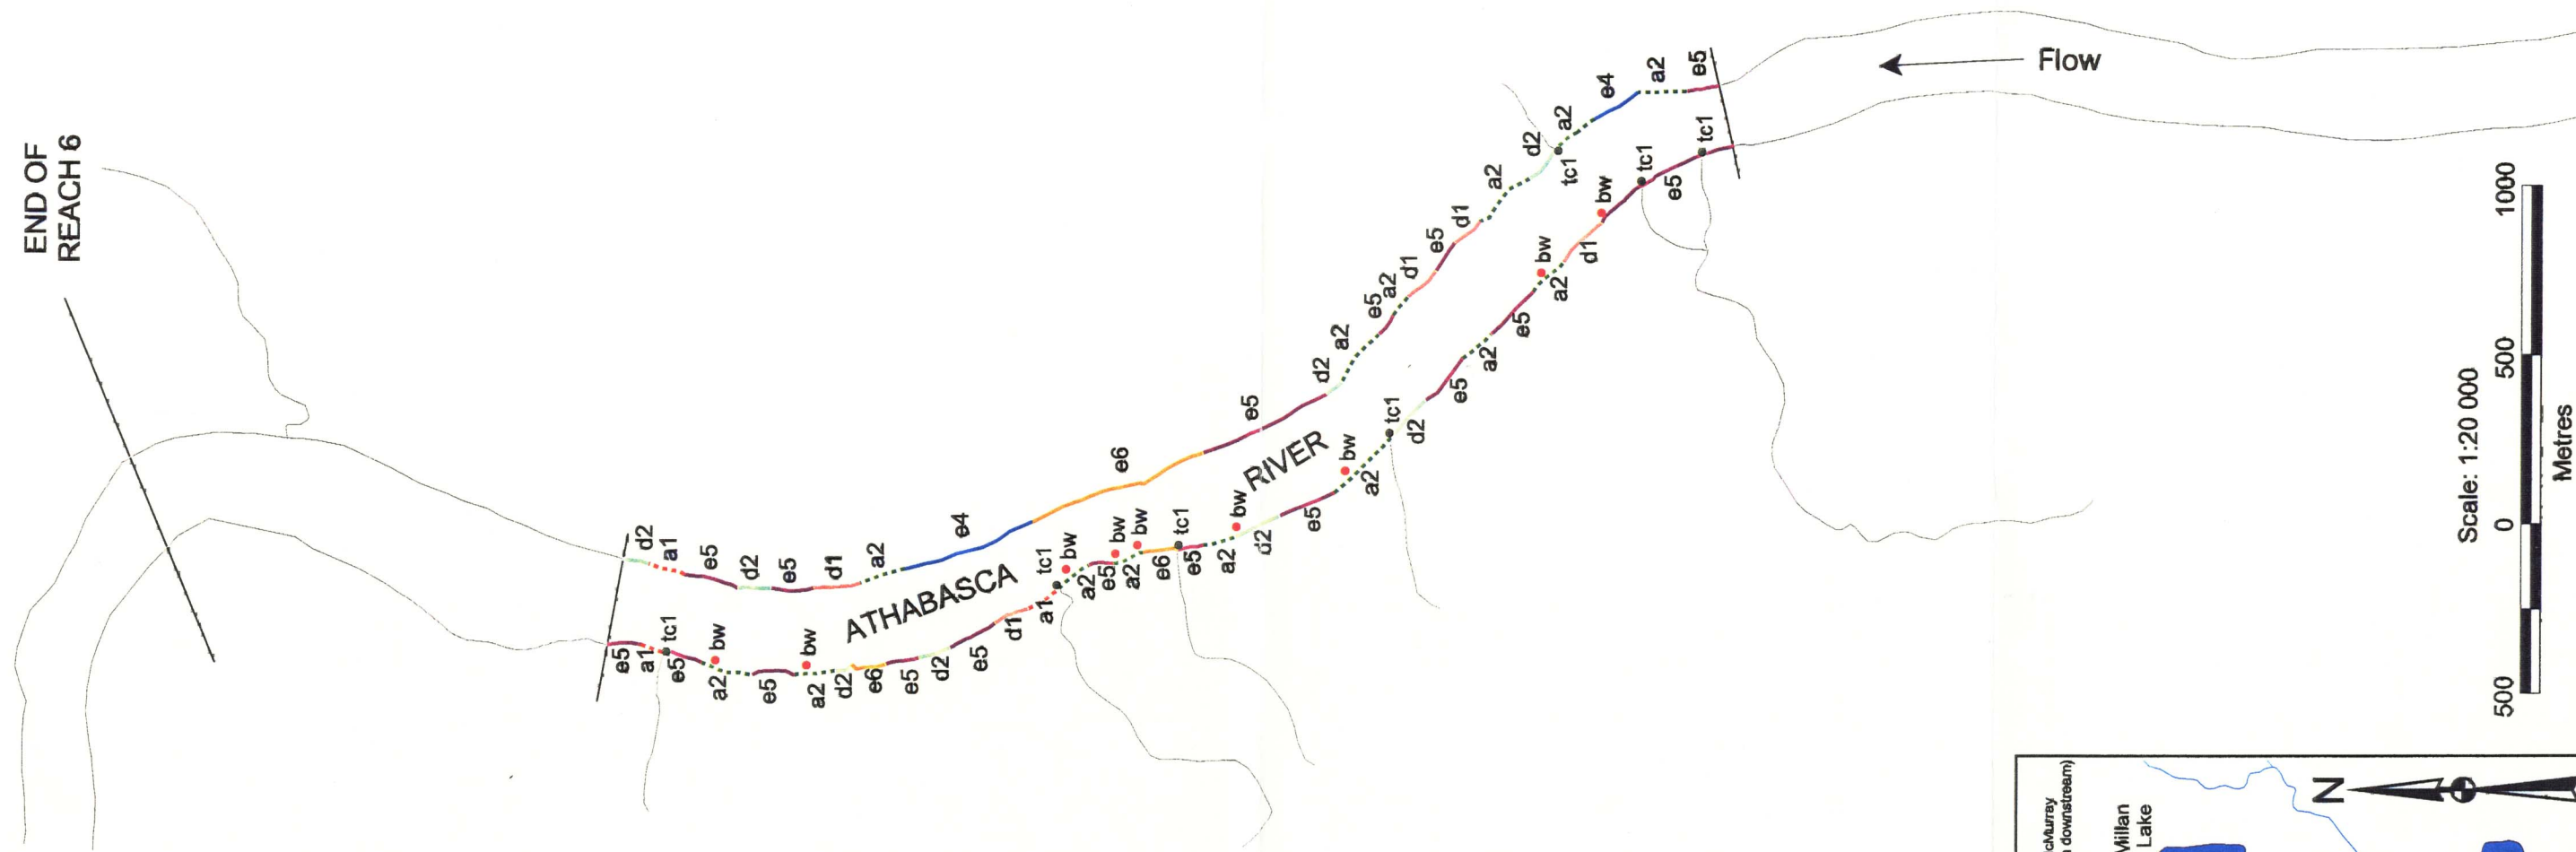 END OF
REACH 6
d2
a1
e5
d2
e5
d1
a2
e4
e6
e5
d2
a2
e5
a2
d1
e5
d1
a2
d2
tc1
a2
e4
a2
e5
Flow
ATHABASCA
RIVER
e5
a1
tc1
e5
a2
bw
e5
a2
bw
d2
e6
e5
d2
e5
d1
a1
tc1
bw
a2
e5
bw
a2
bw
e6
tc1
e5
a2
bw
d2
e5
a2
bw
tc1
d2
e5
a2
e5
a2
bw
d1
bw
tc1
e5
tc1
Scale: 1:20 000
500 0 500 1000
Metres
cMurray
downstream)
Millan
Lake
N